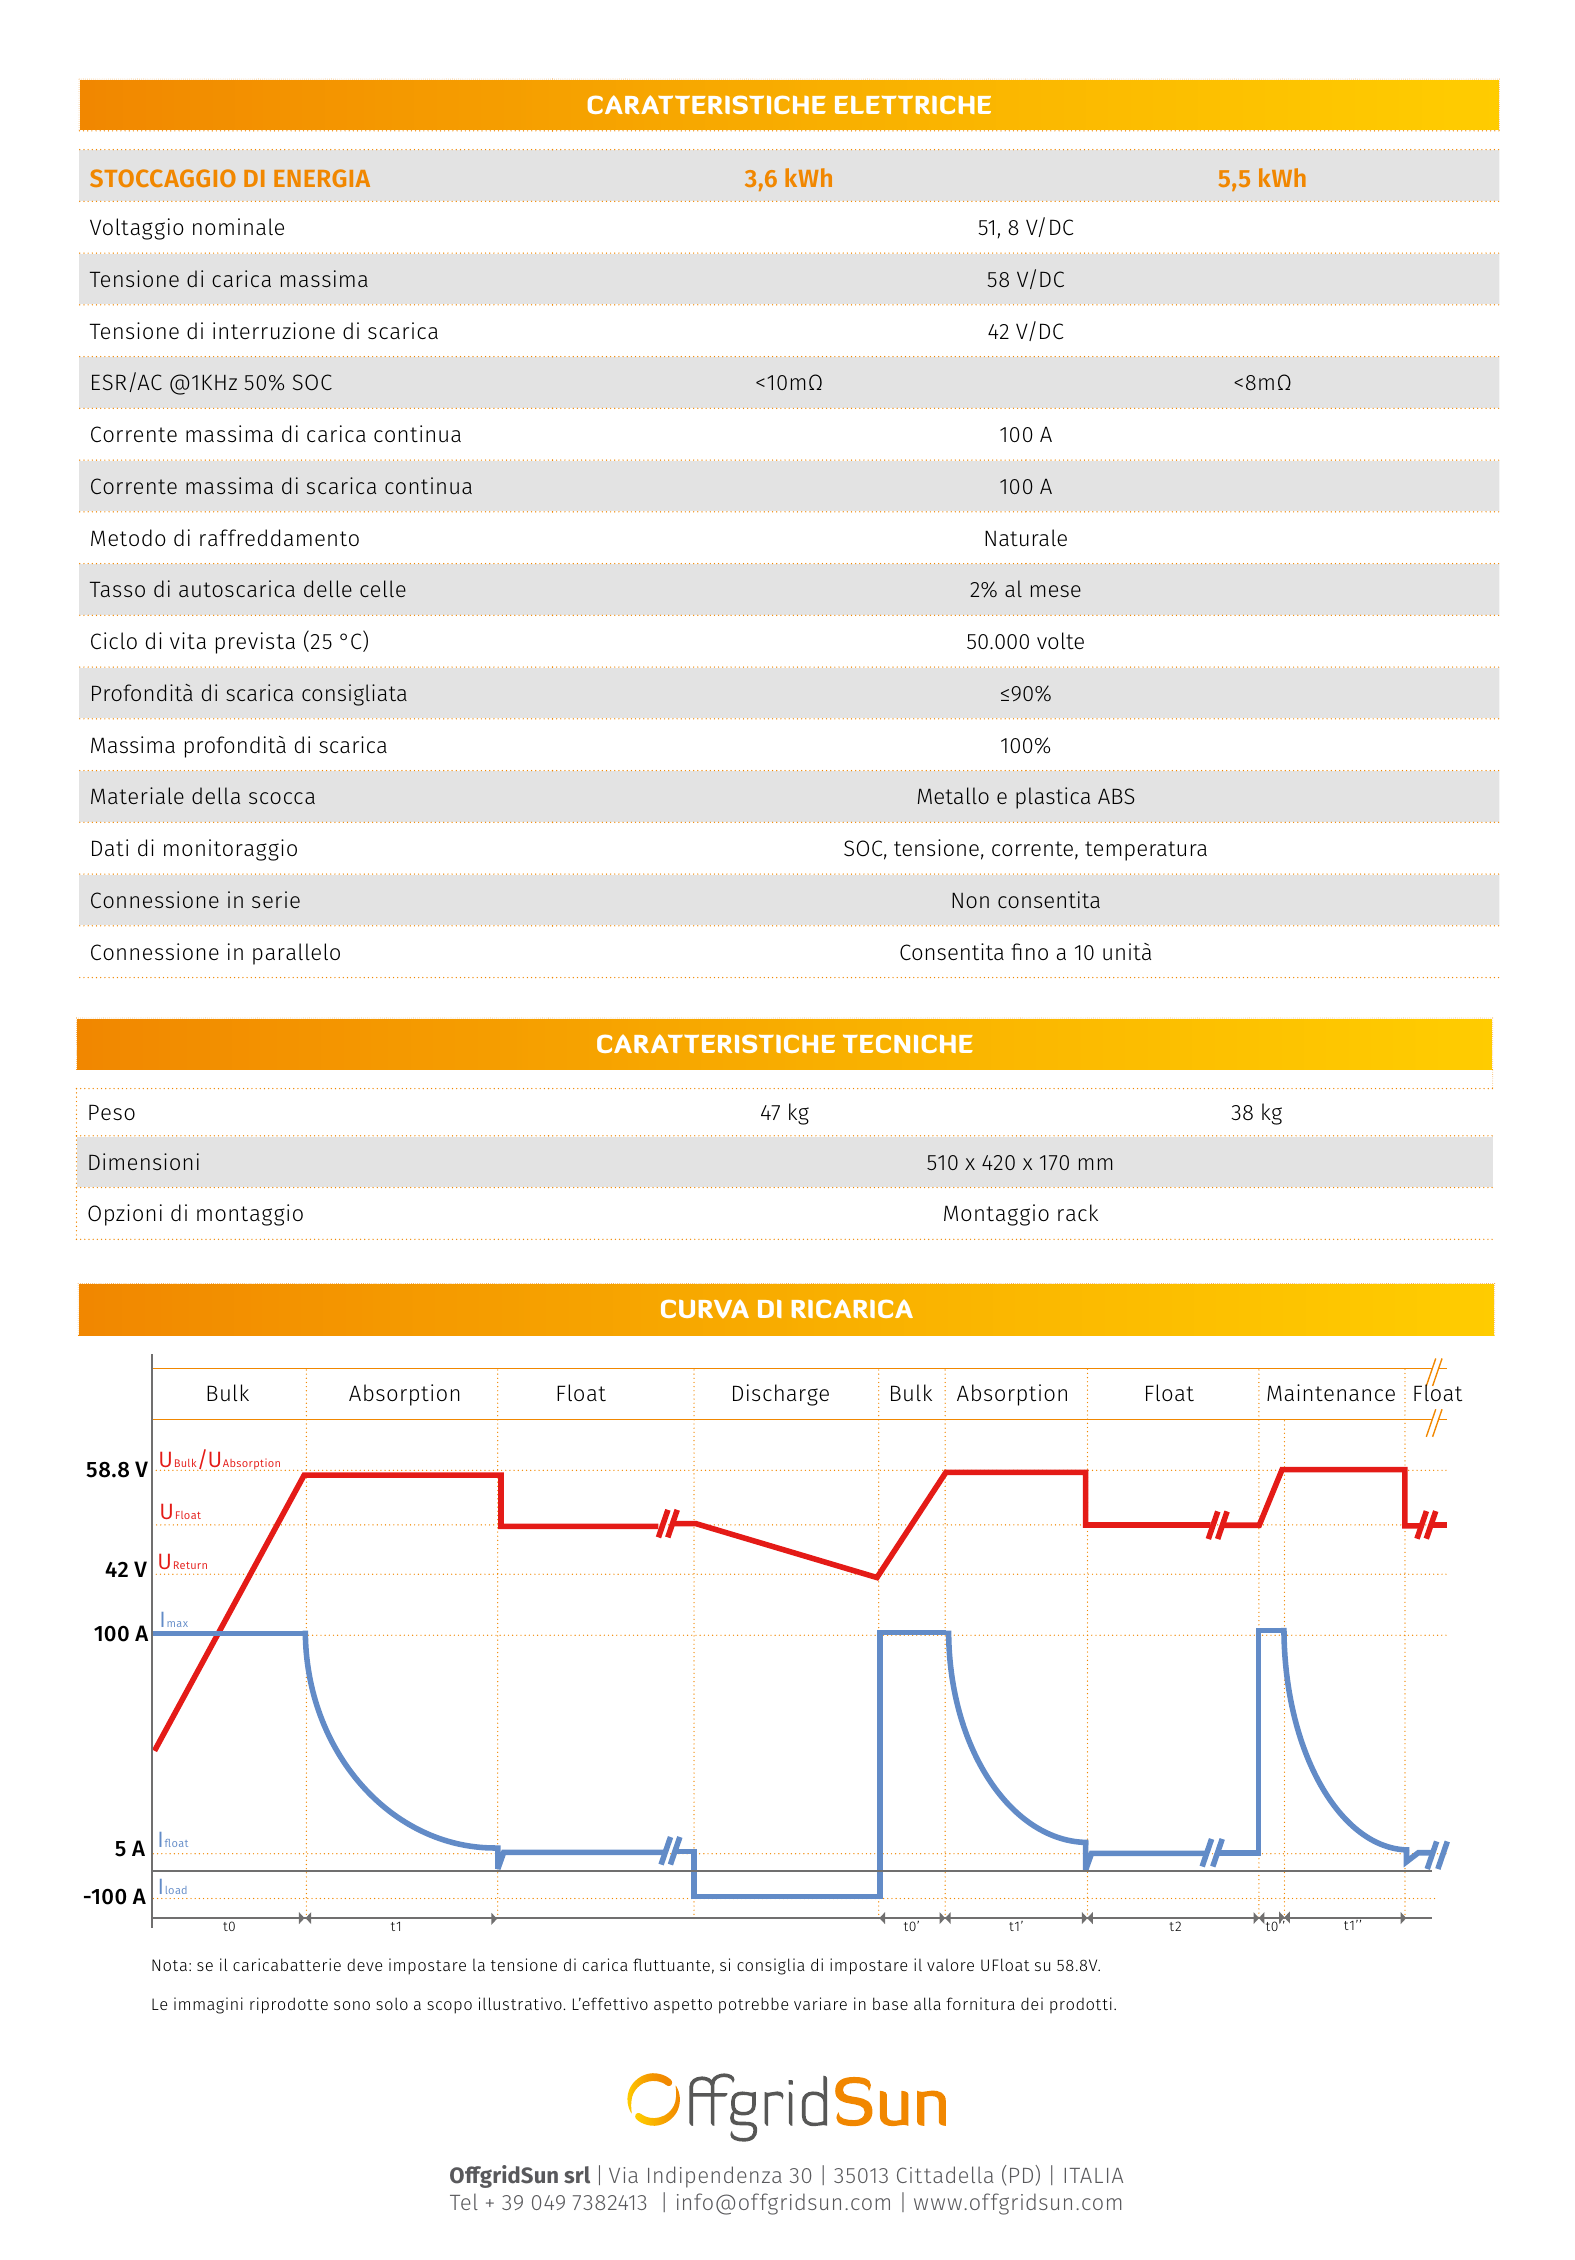 CARATTERISTICHE ELETTRICHE
STOCCAGGIO DI ENERGIA 3,6 kWh 5,5 kWh
Voltaggio nominale 51, 8 V/DC
Tensione di carica massima 58 V/DC
Tensione di interruzione di scarica 42 V/DC
ESR/AC @1KHz 50% SOC <10mΩ <8mΩ
Corrente massima di carica continua 100 A
Corrente massima di scarica continua 100 A
Metodo di raffreddamento Naturale
Tasso di autoscarica delle celle 2% al mese
Ciclo di vita prevista (25 °C) 50.000 volte
Profondità di scarica consigliata ≤90%
Massima profondità di scarica 100%
Materiale della scocca Metallo e plastica ABS
Dati di monitoraggio SOC, tensione, corrente, temperatura
Connessione in serie Non consentita
Connessione in parallelo Consentita fino a 10 unità
CARATTERISTICHE TECNICHE
Peso 47 kg 38 kg
Dimensioni 510 x 420 x 170 mm
Opzioni di montaggio Montaggio rack
CURVA DI RICARICA
Bulk Absorption Float Discharge Bulk Absorption Float Maintenance Float
58.8 V U Bulk/U Absorption
U Float
42 V U Return
I max
100 A
5 A I float
-100 A I load
t0 t1 t0’ t1’ t2 t0’’ t1’’
Nota: se il caricabatterie deve impostare la tensione di carica fluttuante, si consiglia di impostare il valore UFloat su 58.8V.
Le immagini riprodotte sono solo a scopo illustrativo. L’effettivo aspetto potrebbe variare in base alla fornitura dei prodotti.
OffgridSun
OffgridSun srl | Via Indipendenza 30 | 35013 Cittadella (PD) | ITALIA
Tel + 39 049 7382413 | info@offgridsun.com | www.offgridsun.com